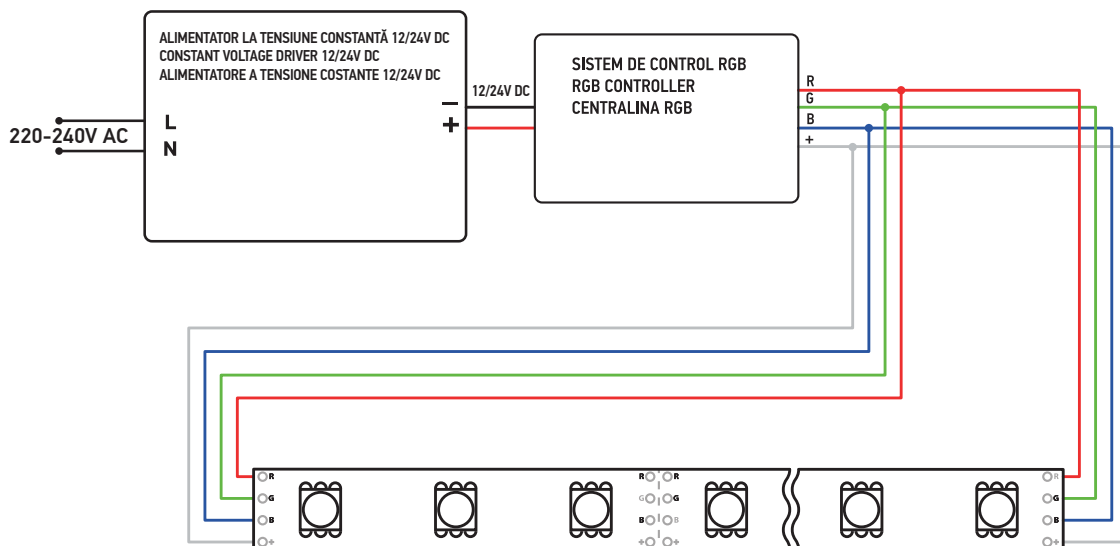 ALIMENTATOR LA TENSIUNE CONSTANTĂ 12/24V DC
CONSTANT VOLTAGE DRIVER 12/24V DC
ALIMENTATORE A TENSIONE COSTANTE 12/24V DC
220-240V AC
L
N
−
+
12/24V DC
SISTEM DE CONTROL RGB
RGB CONTROLLER
CENTRALINA RGB
R
G
B
+
R R R R
G G G G
B B B B
+ + + +